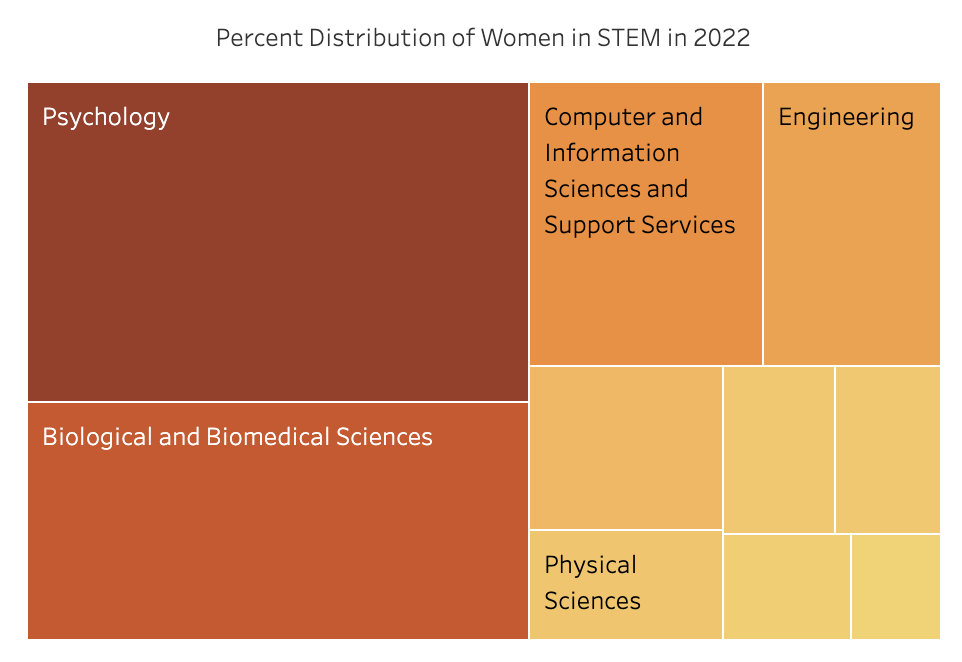 Percent Distribution of Women in STEM in 2022
Psychology
Computer and
Information
Sciences and
Support Services
Engineering
Biological and Biomedical Sciences
Physical
Sciences